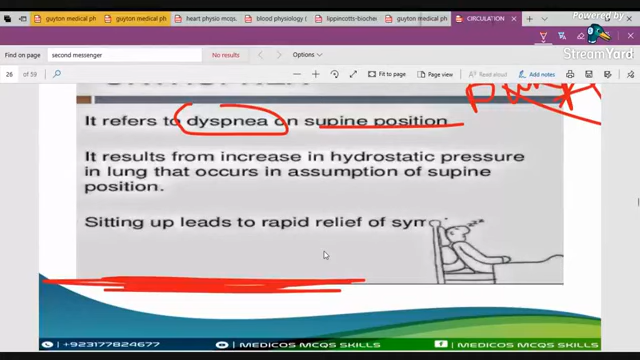 guyton medical ph
guyton medical ph
heart physio mcqs.
blood physiology (
lippincotts-bioche
guyton medical ph
CIRCULATION
Powered by
StreamYard
Find on page
second messenger
No results
Options
26 of 59
Fit to page
Page view
Read aloud
Add notes
It refers to dyspnea on supine position
It results from increase in hydrostatic pressure
in lung that occurs in assumption of supine
position.
Sitting up leads to rapid relief of sym
+923177824677
MEDICOS MCQS SKILLS
MEDICOS MCQS SKILLS